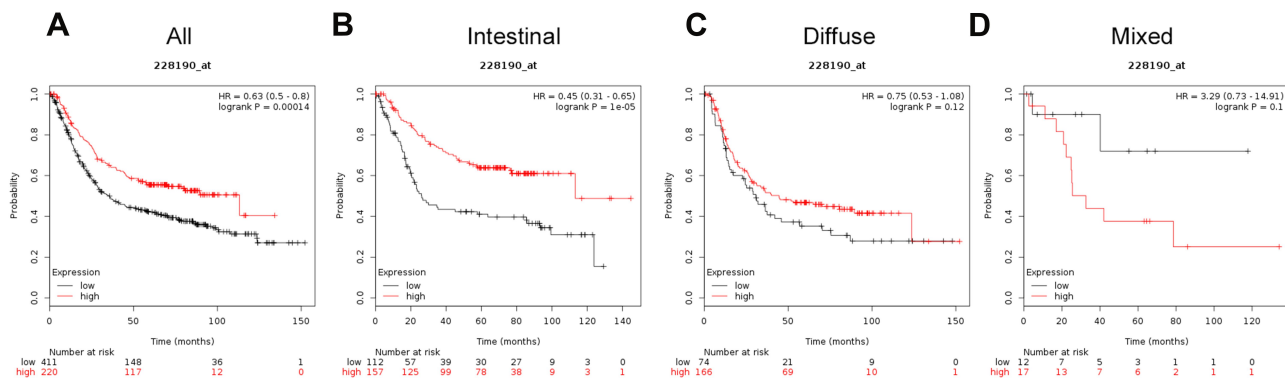 A All
228190_at
HR = 0.63 (0.5 - 0.8)
logrank P = 0.00014
Probability
1.0
0.8
0.6
0.4
0.2
0.0
Expression
low
high
0 50 100 150
Time (months)
Number at risk
low 411 148 36 1
high 220 117 12 0
B Intestinal
228190_at
HR = 0.45 (0.31 - 0.65)
logrank P = 1e-05
Probability
1.0
0.8
0.6
0.4
0.2
0.0
Expression
low
high
0 20 40 60 80 100 120 140
Time (months)
Number at risk
low 112 57 39 30 27 9 3 0
high 157 125 99 78 38 9 3 1
C Diffuse
228190_at
HR = 0.75 (0.53 - 1.08)
logrank P = 0.12
Probability
1.0
0.8
0.6
0.4
0.2
0.0
Expression
low
high
0 50 100 150
Time (months)
Number at risk
low 74 21 9 0
high 166 69 10 1
D Mixed
228190_at
HR = 3.29 (0.73 - 14.91)
logrank P = 0.1
Probability
1.0
0.8
0.6
0.4
0.2
0.0
Expression
low
high
0 20 40 60 80 100 120
Time (months)
Number at risk
low 12 7 5 3 1 1 0
high 17 13 7 6 2 1 1